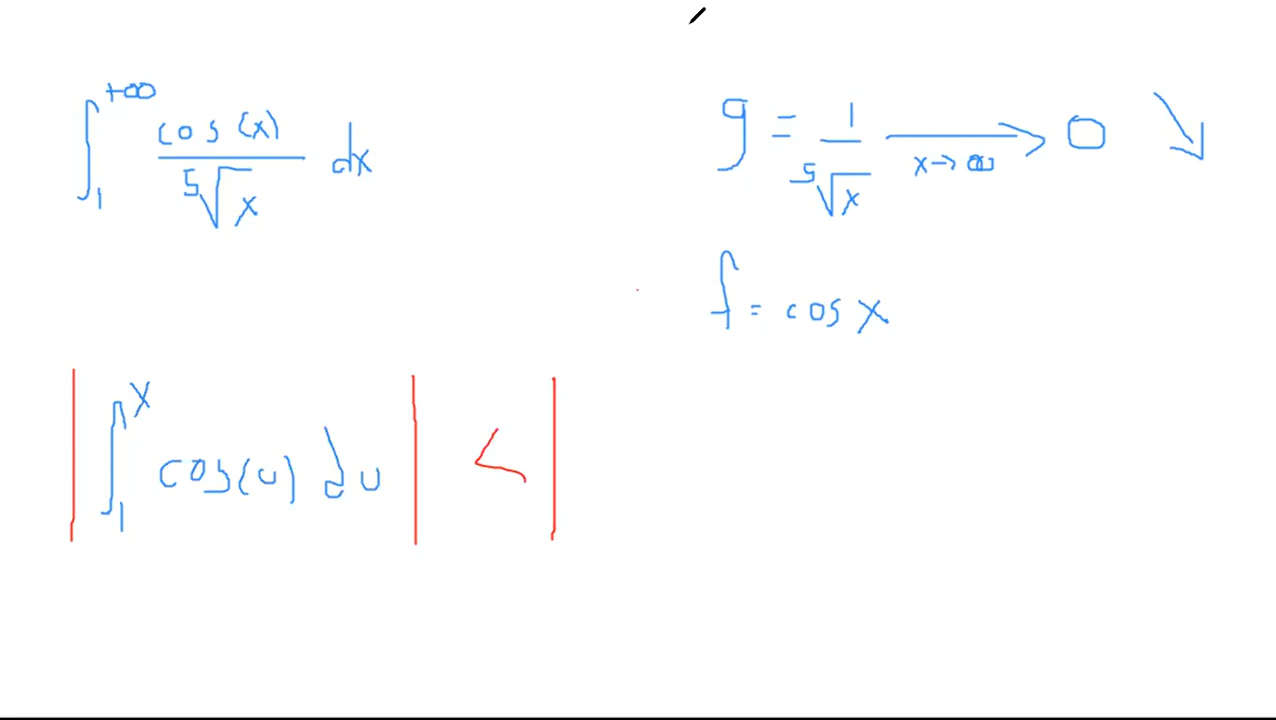 ∫₁^{+∞} cos(x) / ⁵√x dx
g = 1 / ⁵√x → 0 ↘
x → ∞
f = cos x
| ∫₁^x cos(u) du | < |